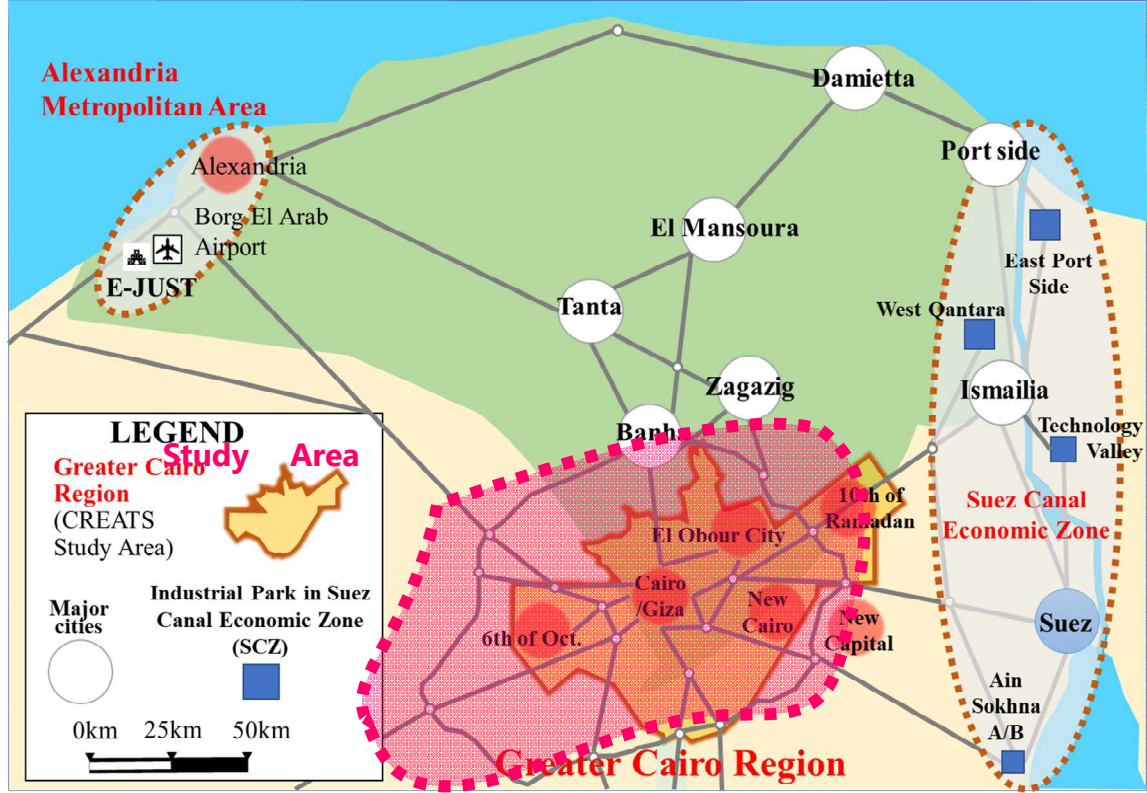 Alexandria
Metropolitan Area
Damietta
Port side
Alexandria
Borg El Arab
Airport
E-JUST
El Mansoura
East Port
Side
Tanta
West Qantara
Zagazig
Ismailia
Banha
Technology
Valley
LEGEND
Study Area
Greater Cairo
Region
(CREATS
Study Area)
10th of
Ramadan
Suez Canal
Economic Zone
El Obour City
Cairo
/Giza
New
Cairo
6th of Oct.
New
Capital
Suez
Major
cities
Industrial Park in Suez
Canal Economic Zone
(SCZ)
Ain
Sokhna
A/B
0km 25km 50km
Greater Cairo Region